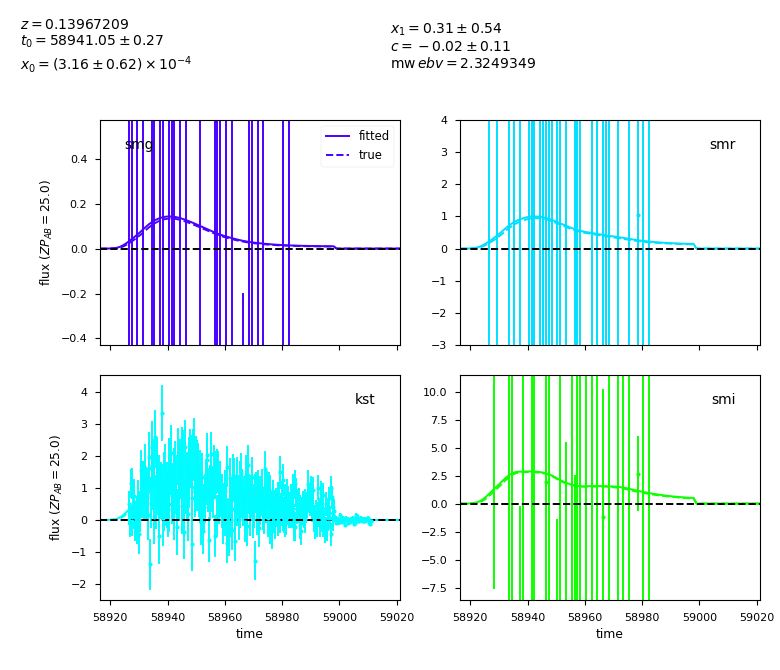 z = 0.13967209
t₀ = 58941.05 ± 0.27
x₀ = (3.16 ± 0.62) × 10⁻⁴
x₁ = 0.31 ± 0.54
c = −0.02 ± 0.11
mw ebv = 2.3249349
smg
fitted
true
0.4
0.2
0.0
−0.2
−0.4
flux (ZP_AB = 25.0)
smr
4
3
2
1
0
−1
−2
−3
kst
4
3
2
1
0
−1
−2
flux (ZP_AB = 25.0)
58920 58940 58960 58980 59000 59020
time
smi
10.0
7.5
5.0
2.5
0.0
−2.5
−5.0
−7.5
58920 58940 58960 58980 59000 59020
time